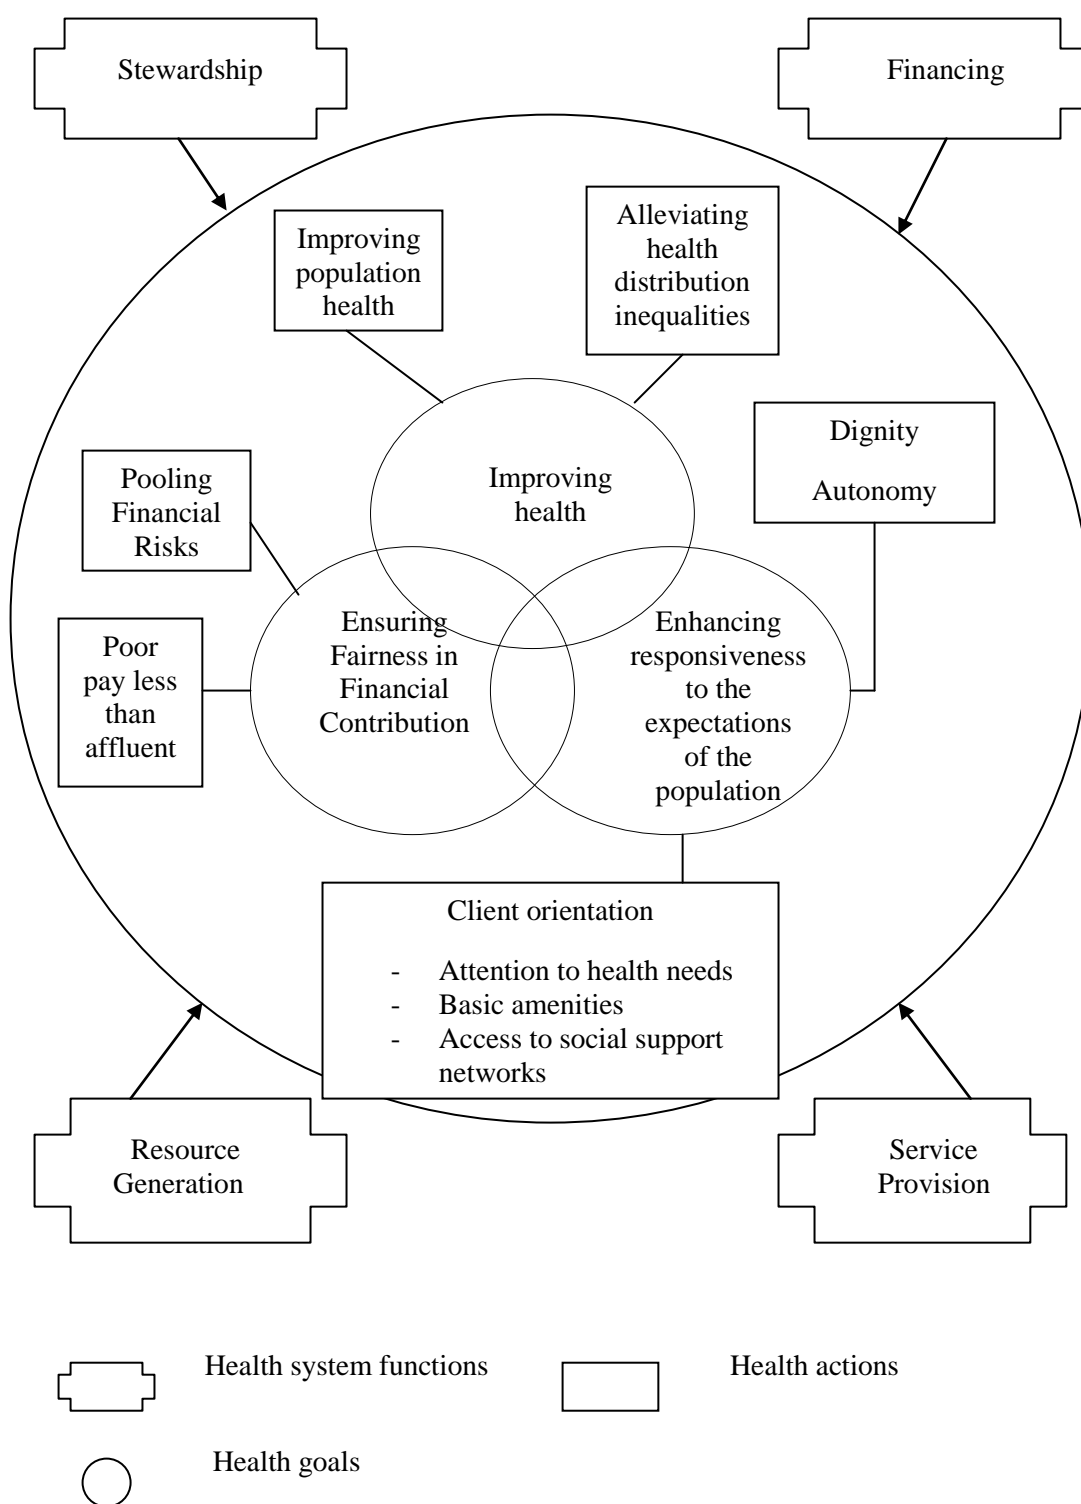 Stewardship
Financing
Improving
population
health
Alleviating
health
distribution
inequalities
Dignity
Autonomy
Improving
health
Pooling
Financial
Risks
Ensuring
Fairness in
Financial
Contribution
Enhancing
responsiveness
to the
expectations
of the
population
Poor
pay less
than
affluent
Client orientation
- Attention to health needs
- Basic amenities
- Access to social support
networks
Resource
Generation
Service
Provision
Health system functions
Health actions
Health goals